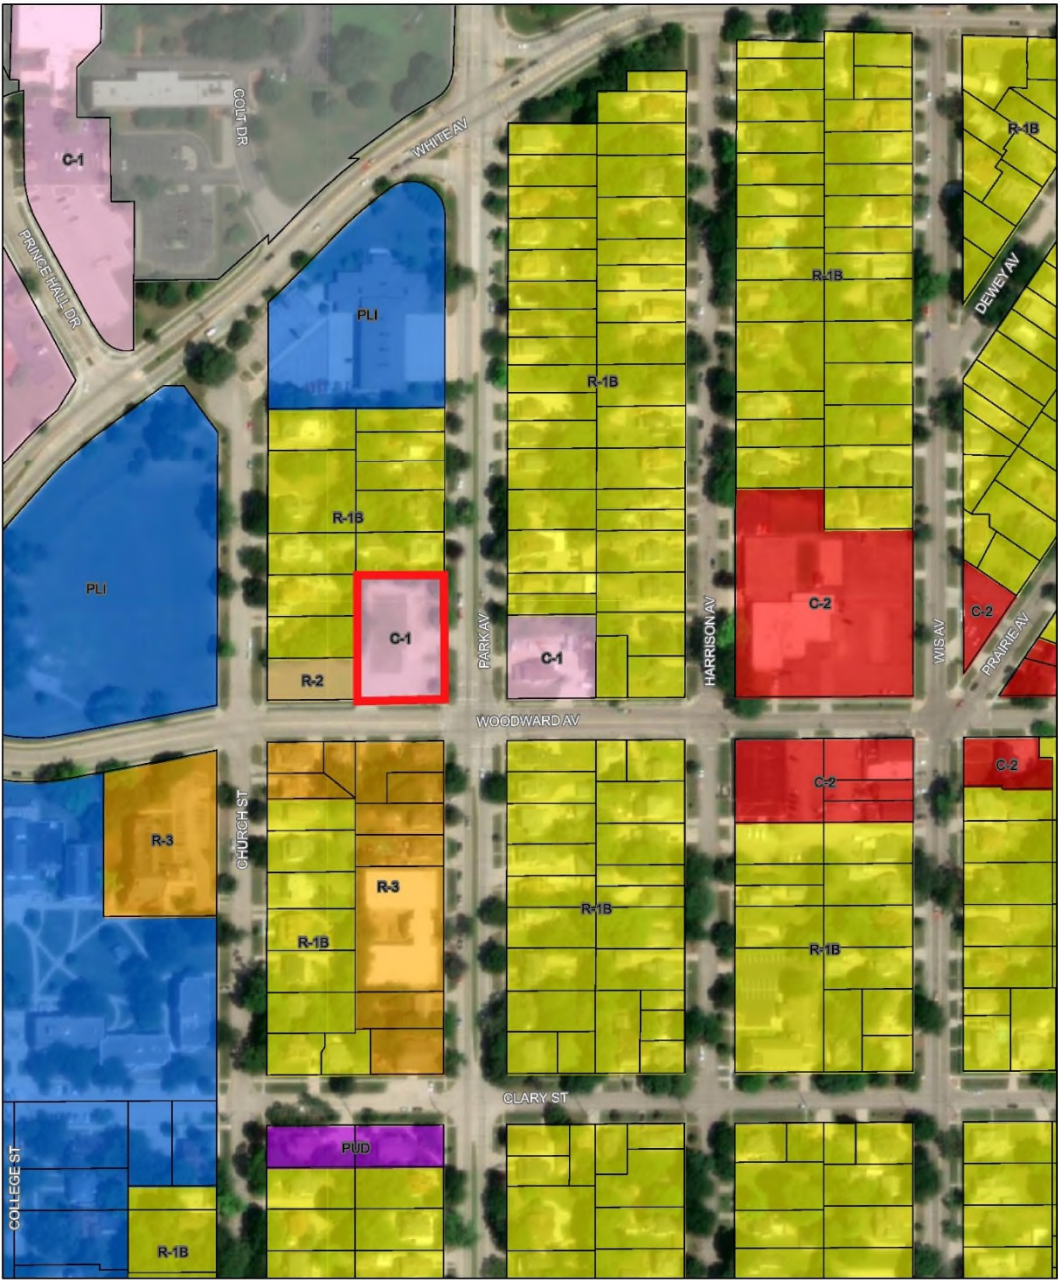 COLT DR
WHITE AV
C-1
R-1B
PRINCE HALL DR
DEWEY AV
R-1B
PLI
R-1B
R-1B
PLI
C-1
C-2
C-2
PARK AV
HARRISON AV
WIS AV
PRAIRIE AV
C-1
R-2
WOODWARD AV
C-2
C-2
CHURCH ST
R-3
R-3
R-1B
R-1B
R-1B
CLARY ST
PUD
COLLEGE ST
R-1B